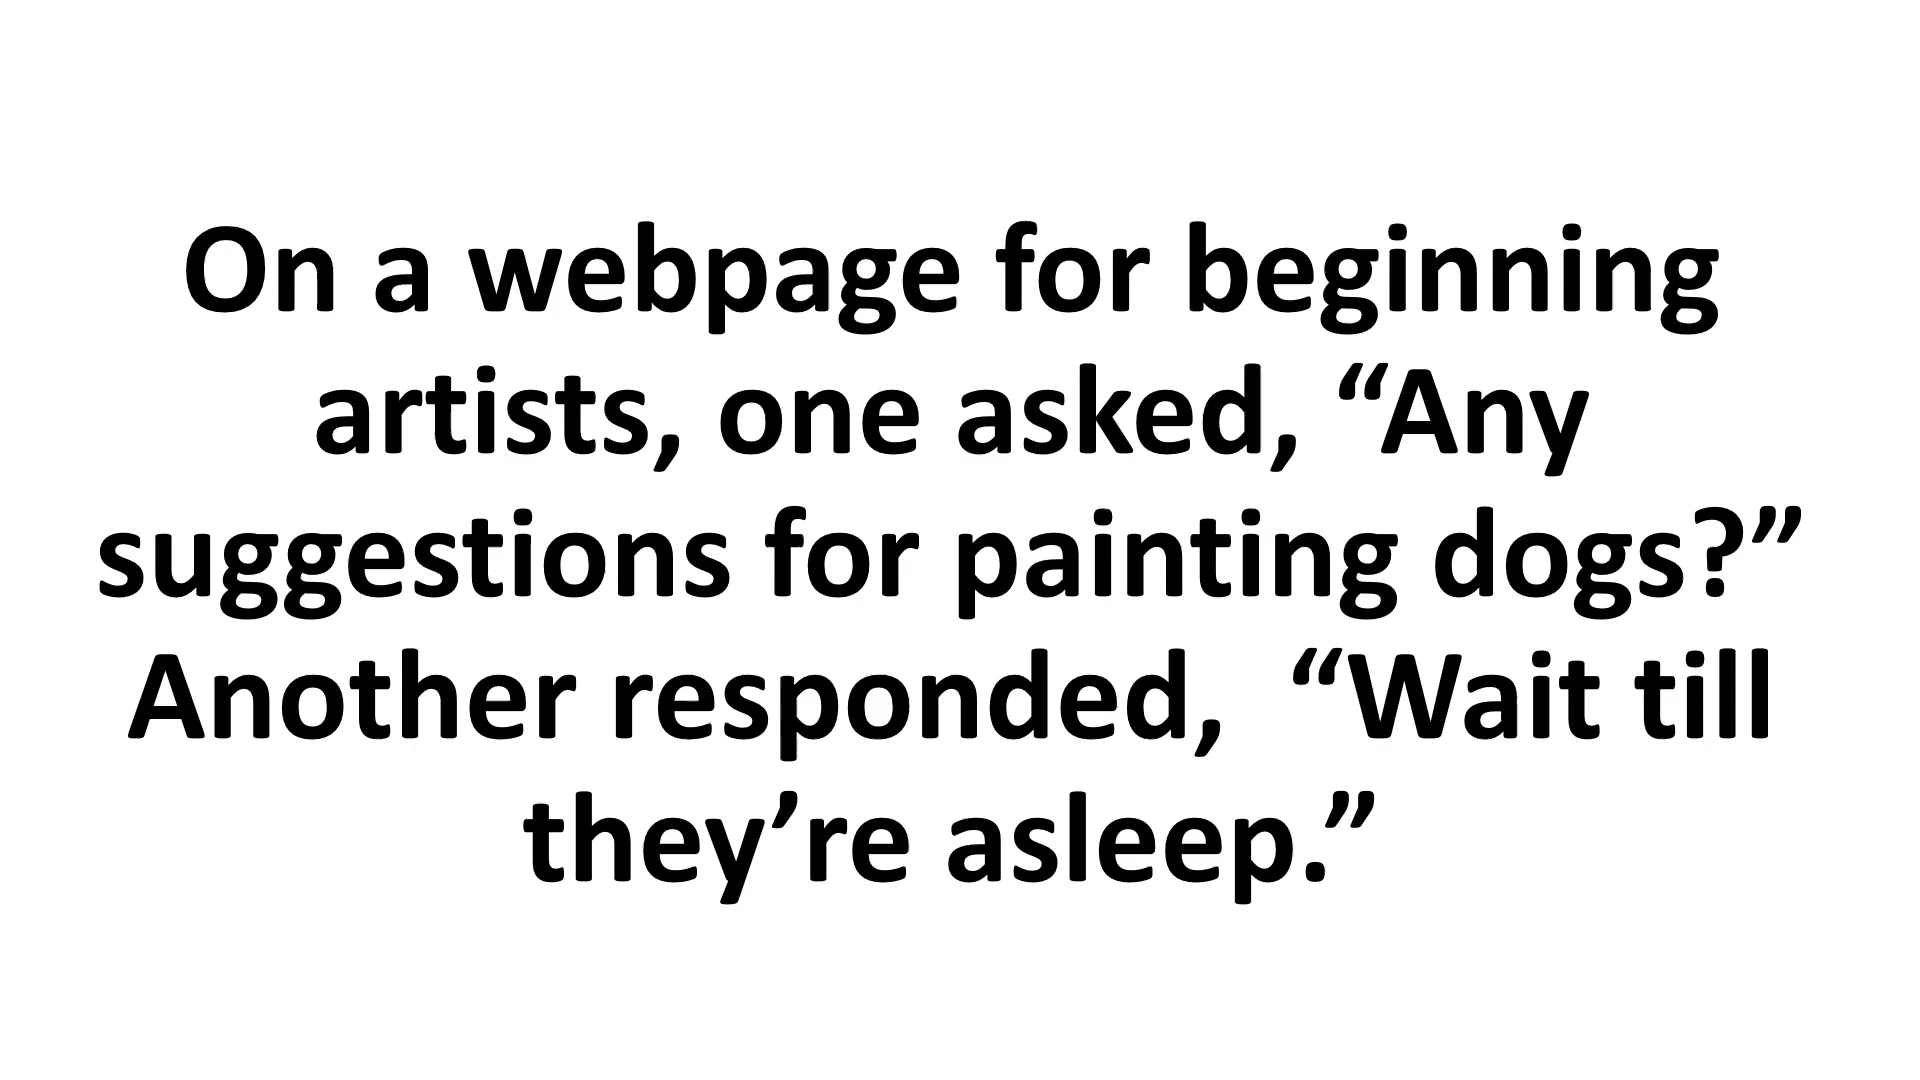 On a webpage for beginning
artists, one asked, “Any
suggestions for painting dogs?”
Another responded,  “Wait till
they’re asleep.”